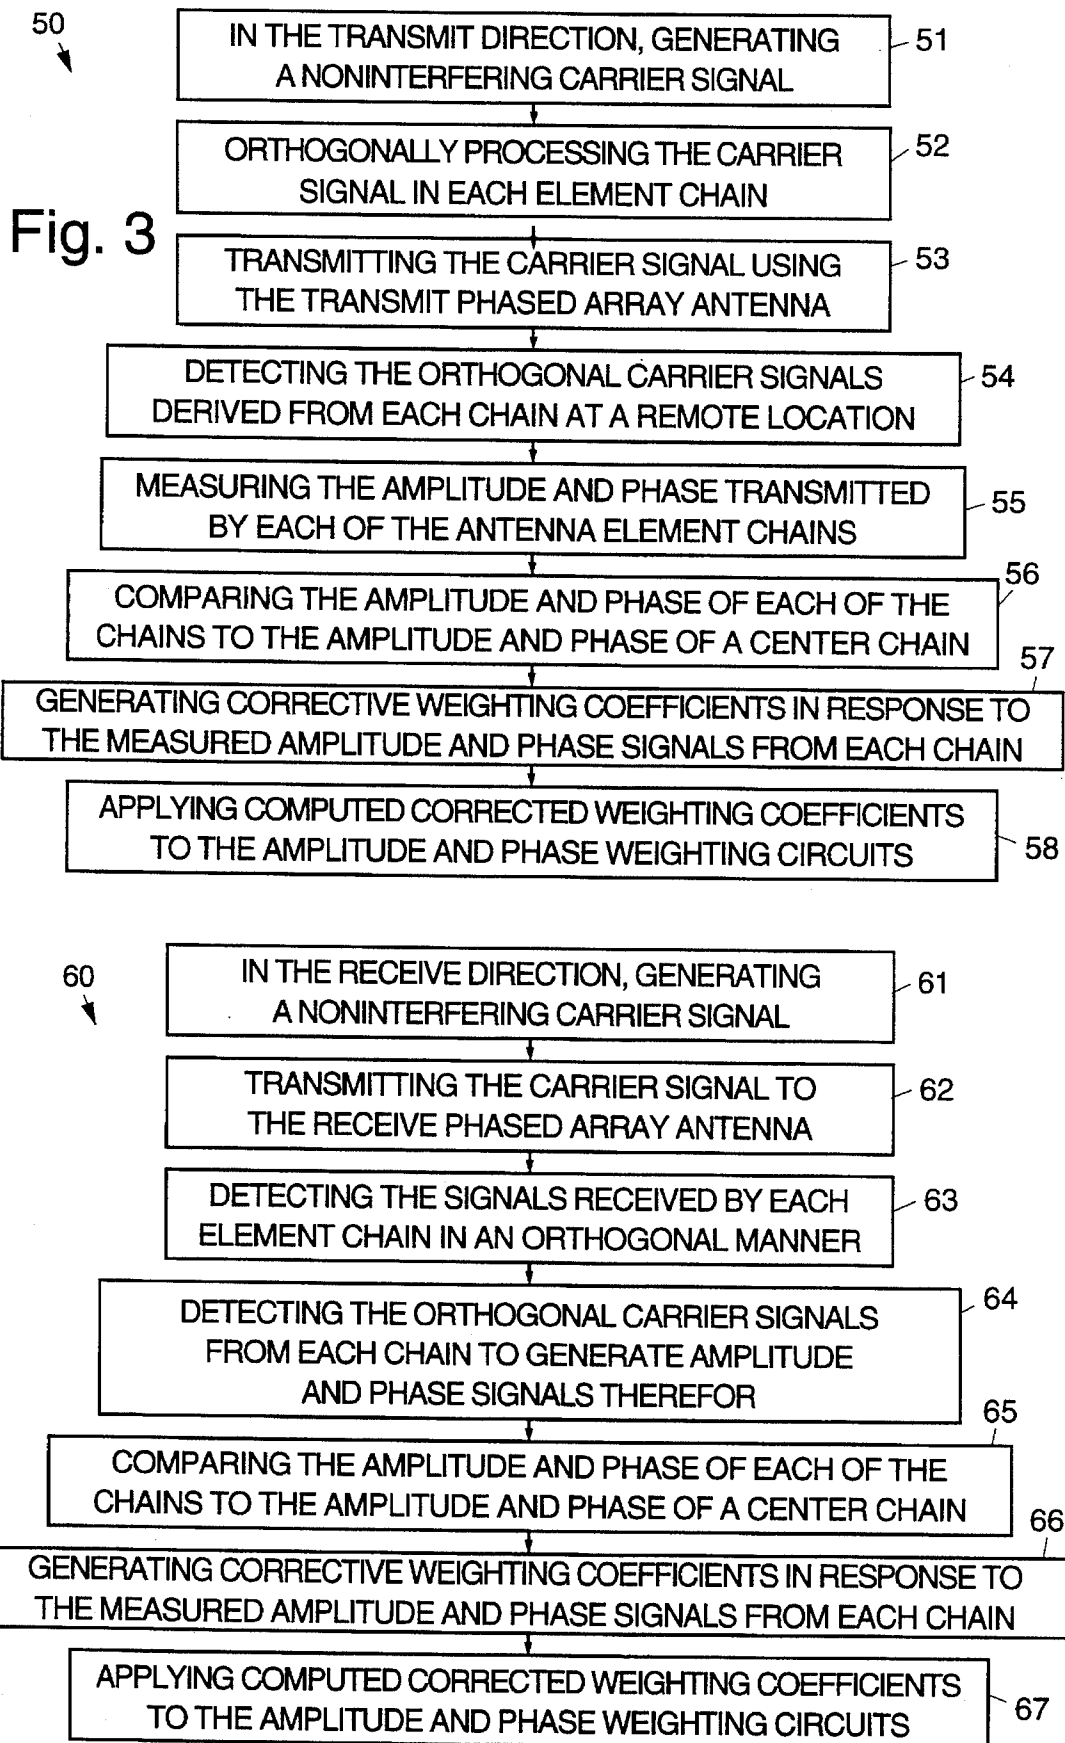 50
IN THE TRANSMIT DIRECTION, GENERATING
A NONINTERFERING CARRIER SIGNAL
51
ORTHOGONALLY PROCESSING THE CARRIER
SIGNAL IN EACH ELEMENT CHAIN
52
Fig. 3
TRANSMITTING THE CARRIER SIGNAL USING
THE TRANSMIT PHASED ARRAY ANTENNA
53
DETECTING THE ORTHOGONAL CARRIER SIGNALS
DERIVED FROM EACH CHAIN AT A REMOTE LOCATION
54
MEASURING THE AMPLITUDE AND PHASE TRANSMITTED
BY EACH OF THE ANTENNA ELEMENT CHAINS
55
COMPARING THE AMPLITUDE AND PHASE OF EACH OF THE
CHAINS TO THE AMPLITUDE AND PHASE OF A CENTER CHAIN
56
GENERATING CORRECTIVE WEIGHTING COEFFICIENTS IN RESPONSE TO
THE MEASURED AMPLITUDE AND PHASE SIGNALS FROM EACH CHAIN
57
APPLYING COMPUTED CORRECTED WEIGHTING COEFFICIENTS
TO THE AMPLITUDE AND PHASE WEIGHTING CIRCUITS
58
60
IN THE RECEIVE DIRECTION, GENERATING
A NONINTERFERING CARRIER SIGNAL
61
TRANSMITTING THE CARRIER SIGNAL TO
THE RECEIVE PHASED ARRAY ANTENNA
62
DETECTING THE SIGNALS RECEIVED BY EACH
ELEMENT CHAIN IN AN ORTHOGONAL MANNER
63
DETECTING THE ORTHOGONAL CARRIER SIGNALS
FROM EACH CHAIN TO GENERATE AMPLITUDE
AND PHASE SIGNALS THEREFOR
64
COMPARING THE AMPLITUDE AND PHASE OF EACH OF THE
CHAINS TO THE AMPLITUDE AND PHASE OF A CENTER CHAIN
65
GENERATING CORRECTIVE WEIGHTING COEFFICIENTS IN RESPONSE TO
THE MEASURED AMPLITUDE AND PHASE SIGNALS FROM EACH CHAIN
66
APPLYING COMPUTED CORRECTED WEIGHTING COEFFICIENTS
TO THE AMPLITUDE AND PHASE WEIGHTING CIRCUITS
67